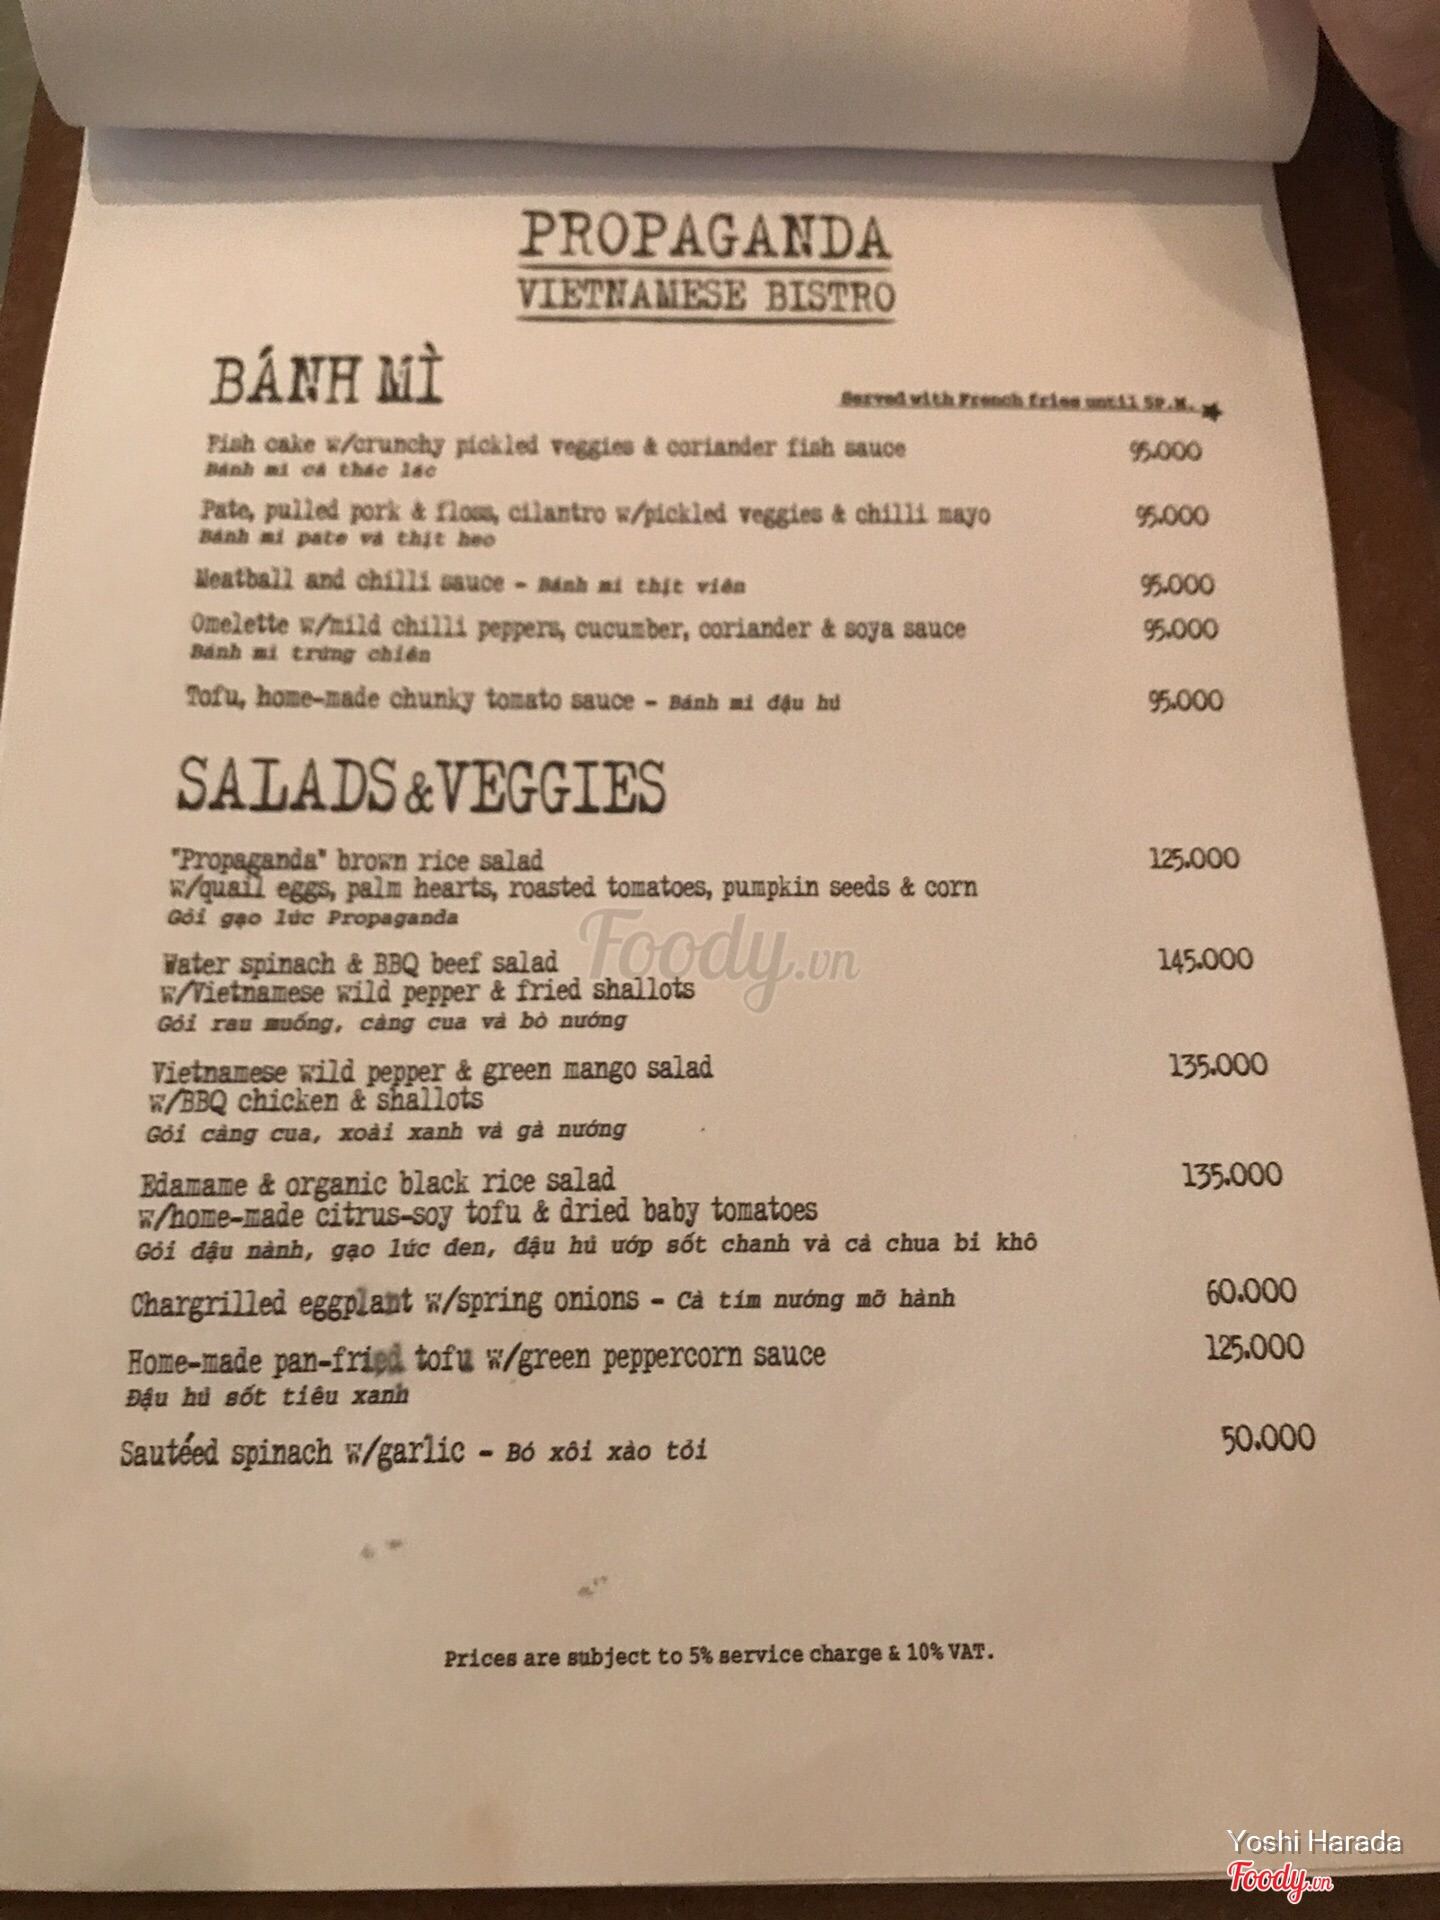 PROPAGANDA
VIETNAMESE BISTRO
BÁNH MÌ
Served with French fries until 5P.M. ★
Fish cake w/crunchy pickled veggies & coriander fish sauce 95.000
Bánh mì cá thác lác
Pate, pulled pork & floss, cilantro w/pickled veggies & chilli mayo 95.000
Bánh mì pate và thịt heo
Meatball and chilli sauce - Bánh mì thịt viên 95.000
Omelette w/mild chilli peppers, cucumber, coriander & soya sauce 95.000
Bánh mì trứng chiên
Tofu, home-made chunky tomato sauce - Bánh mì đậu hủ 95.000
SALADS & VEGGIES
"Propaganda" brown rice salad 125.000
w/quail eggs, palm hearts, roasted tomatoes, pumpkin seeds & corn
Gỏi gạo lức Propaganda
Water spinach & BBQ beef salad 145.000
w/Vietnamese wild pepper & fried shallots
Gỏi rau muống, càng cua và bò nướng
Vietnamese wild pepper & green mango salad 135.000
w/BBQ chicken & shallots
Gỏi càng cua, xoài xanh và gà nướng
Edamame & organic black rice salad 135.000
w/home-made citrus-soy tofu & dried baby tomatoes
Gỏi đậu nành, gạo lức đen, đậu hủ ướp sốt chanh và cà chua bi khô
Chargrilled eggplant w/spring onions - Cà tím nướng mỡ hành 60.000
Home-made pan-fried tofu w/green peppercorn sauce 125.000
Đậu hủ sốt tiêu xanh
Sautéed spinach w/garlic - Bó xôi xào tỏi 50.000
Prices are subject to 5% service charge & 10% VAT.
Foody.vn
Yoshi Harada
Foody.vn